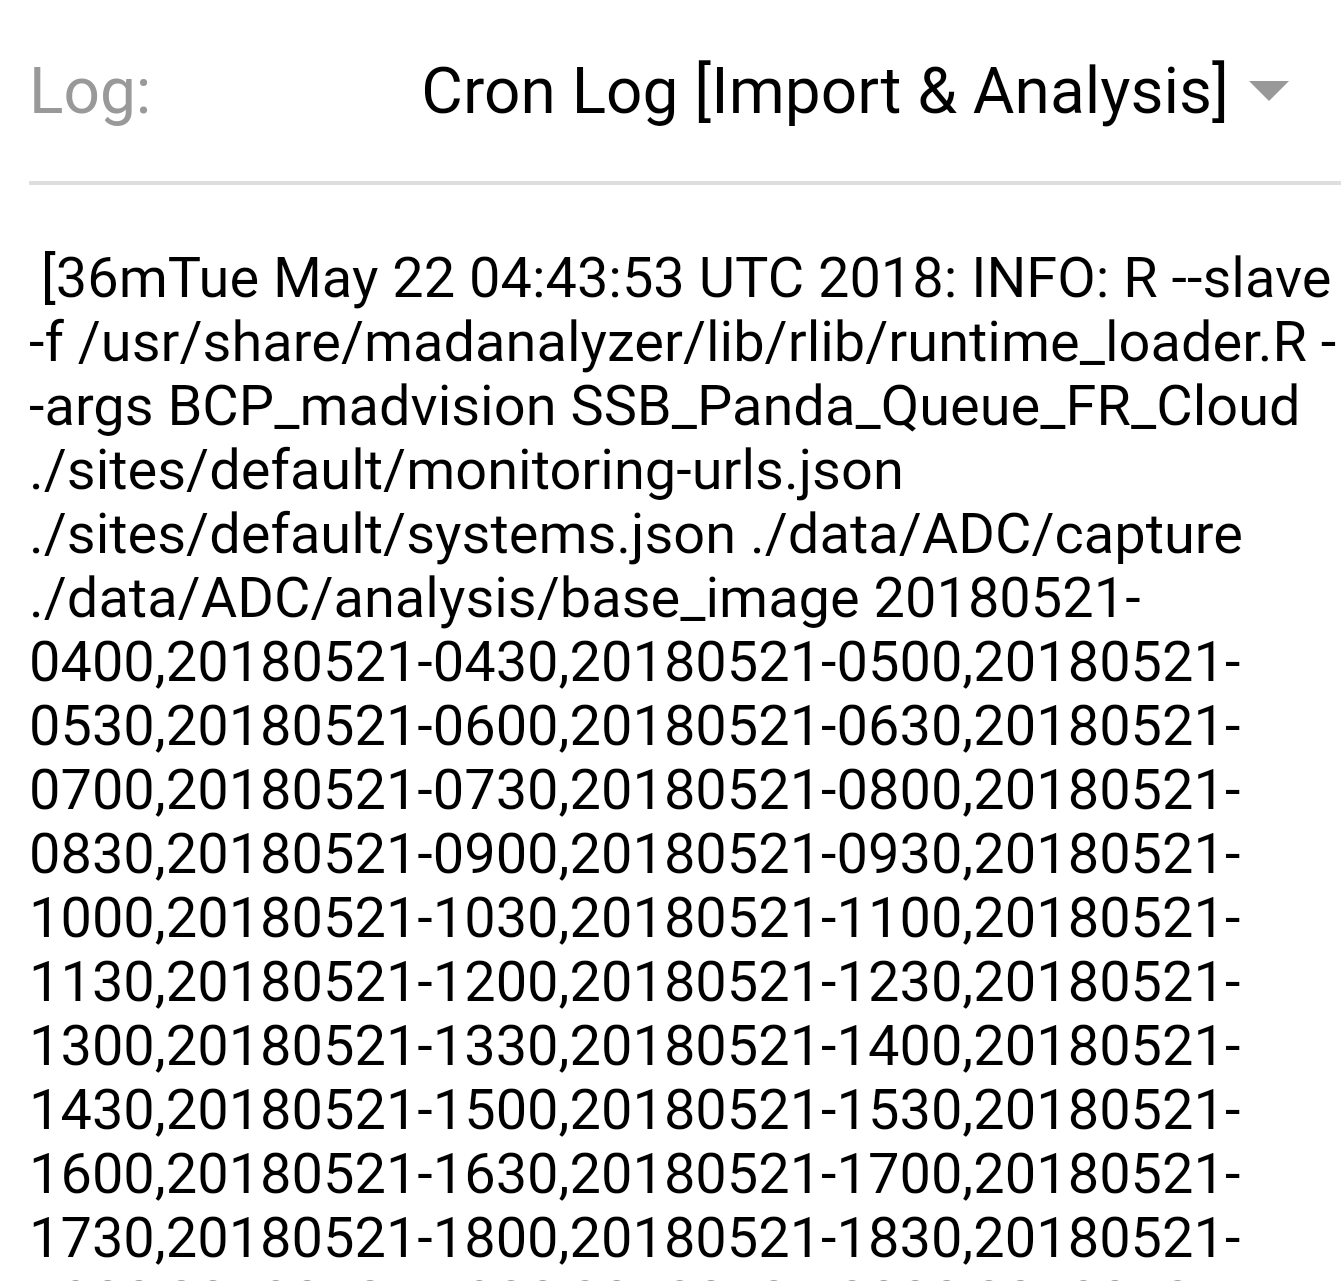 Log:
Cron Log [Import & Analysis]
[36mTue May 22 04:43:53 UTC 2018: INFO: R --slave
-f /usr/share/madanalyzer/lib/rlib/runtime_loader.R -
-args BCP_madvision SSB_Panda_Queue_FR_Cloud
./sites/default/monitoring-urls.json
./sites/default/systems.json ./data/ADC/capture
./data/ADC/analysis/base_image 20180521-
0400,20180521-0430,20180521-0500,20180521-
0530,20180521-0600,20180521-0630,20180521-
0700,20180521-0730,20180521-0800,20180521-
0830,20180521-0900,20180521-0930,20180521-
1000,20180521-1030,20180521-1100,20180521-
1130,20180521-1200,20180521-1230,20180521-
1300,20180521-1330,20180521-1400,20180521-
1430,20180521-1500,20180521-1530,20180521-
1600,20180521-1630,20180521-1700,20180521-
1730,20180521-1800,20180521-1830,20180521-